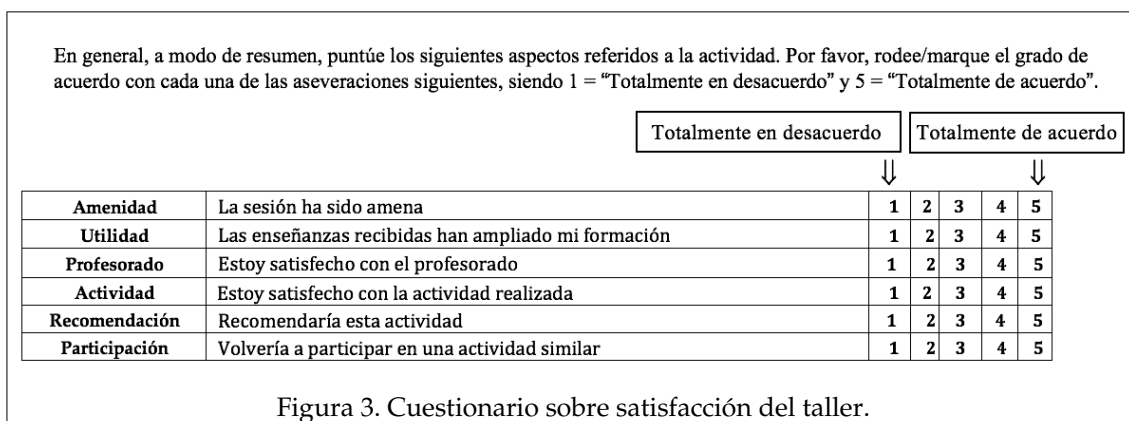 En general, a modo de resumen, puntúe los siguientes aspectos referidos a la actividad. Por favor, rodee/marque el grado de
acuerdo con cada una de las aseveraciones siguientes, siendo 1 = “Totalmente en desacuerdo” y 5 = “Totalmente de acuerdo”.
Totalmente en desacuerdo Totalmente de acuerdo
⇓ ⇓
Amenidad La sesión ha sido amena 1 2 3 4 5
Utilidad Las enseñanzas recibidas han ampliado mi formación 1 2 3 4 5
Profesorado Estoy satisfecho con el profesorado 1 2 3 4 5
Actividad Estoy satisfecho con la actividad realizada 1 2 3 4 5
Recomendación Recomendaría esta actividad 1 2 3 4 5
Participación Volvería a participar en una actividad similar 1 2 3 4 5
Figura 3. Cuestionario sobre satisfacción del taller.